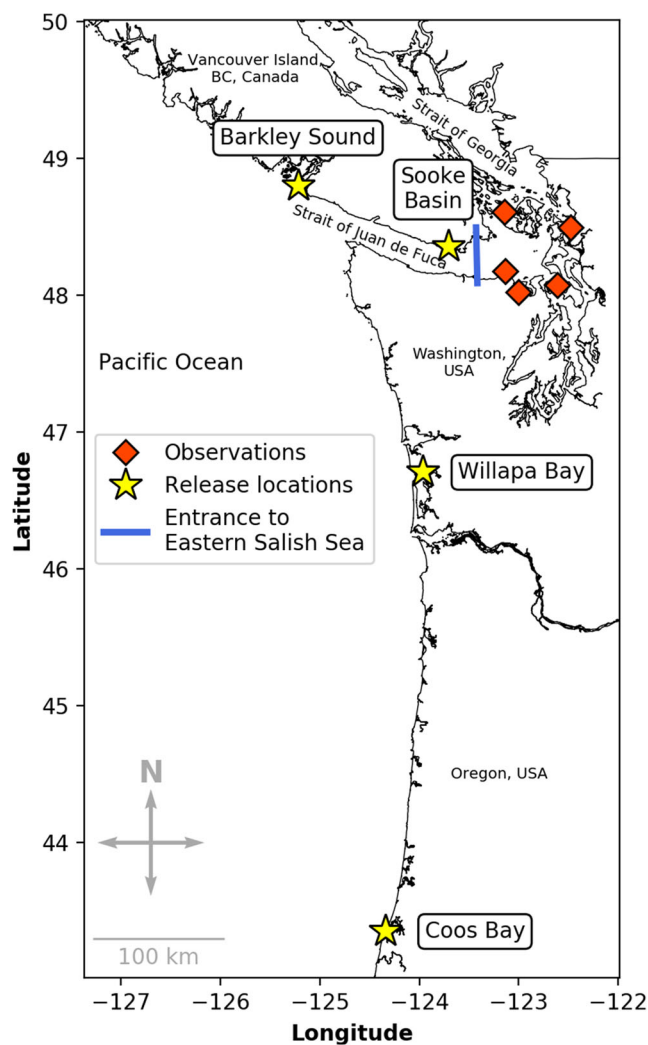 50
Vancouver Island,
BC, Canada
Strait of Georgia
Barkley Sound
49
Sooke
Basin
Strait of Juan de Fuca
48
Pacific Ocean
Washington,
USA
47
Observations
Release locations
Entrance to
Eastern Salish Sea
Willapa Bay
Latitude
46
45
Oregon, USA
N
44
Coos Bay
100 km
−127 −126 −125 −124 −123 −122
Longitude